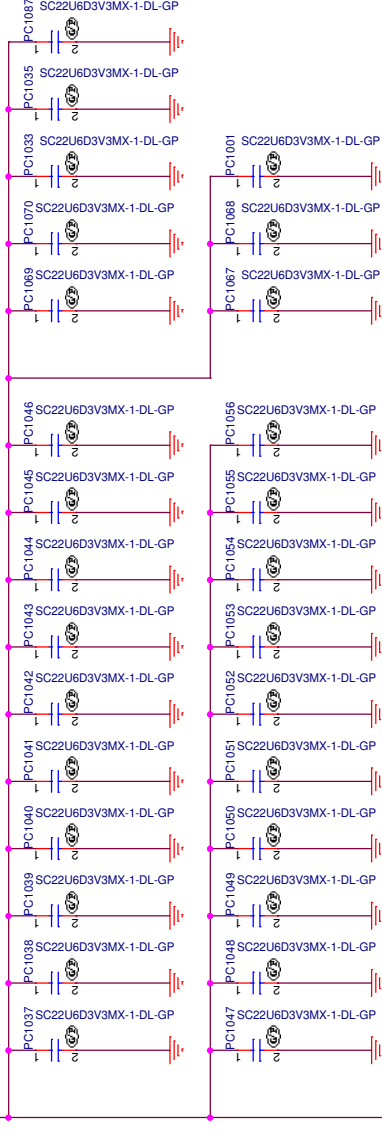 PC1087 SC22U6D3V3MX-1-DL-GP
1 2
PC1035 SC22U6D3V3MX-1-DL-GP
1 2
PC1033 SC22U6D3V3MX-1-DL-GP
1 2
PC1001 SC22U6D3V3MX-1-DL-GP
1 2
PC1070 SC22U6D3V3MX-1-DL-GP
1 2
PC1068 SC22U6D3V3MX-1-DL-GP
1 2
PC1069 SC22U6D3V3MX-1-DL-GP
1 2
PC1067 SC22U6D3V3MX-1-DL-GP
1 2
PC1046 SC22U6D3V3MX-1-DL-GP
1 2
PC1056 SC22U6D3V3MX-1-DL-GP
1 2
PC1045 SC22U6D3V3MX-1-DL-GP
1 2
PC1055 SC22U6D3V3MX-1-DL-GP
1 2
PC1044 SC22U6D3V3MX-1-DL-GP
1 2
PC1054 SC22U6D3V3MX-1-DL-GP
1 2
PC1043 SC22U6D3V3MX-1-DL-GP
1 2
PC1053 SC22U6D3V3MX-1-DL-GP
1 2
PC1042 SC22U6D3V3MX-1-DL-GP
1 2
PC1052 SC22U6D3V3MX-1-DL-GP
1 2
PC1041 SC22U6D3V3MX-1-DL-GP
1 2
PC1051 SC22U6D3V3MX-1-DL-GP
1 2
PC1040 SC22U6D3V3MX-1-DL-GP
1 2
PC1050 SC22U6D3V3MX-1-DL-GP
1 2
PC1039 SC22U6D3V3MX-1-DL-GP
1 2
PC1049 SC22U6D3V3MX-1-DL-GP
1 2
PC1038 SC22U6D3V3MX-1-DL-GP
1 2
PC1048 SC22U6D3V3MX-1-DL-GP
1 2
PC1037 SC22U6D3V3MX-1-DL-GP
1 2
PC1047 SC22U6D3V3MX-1-DL-GP
1 2